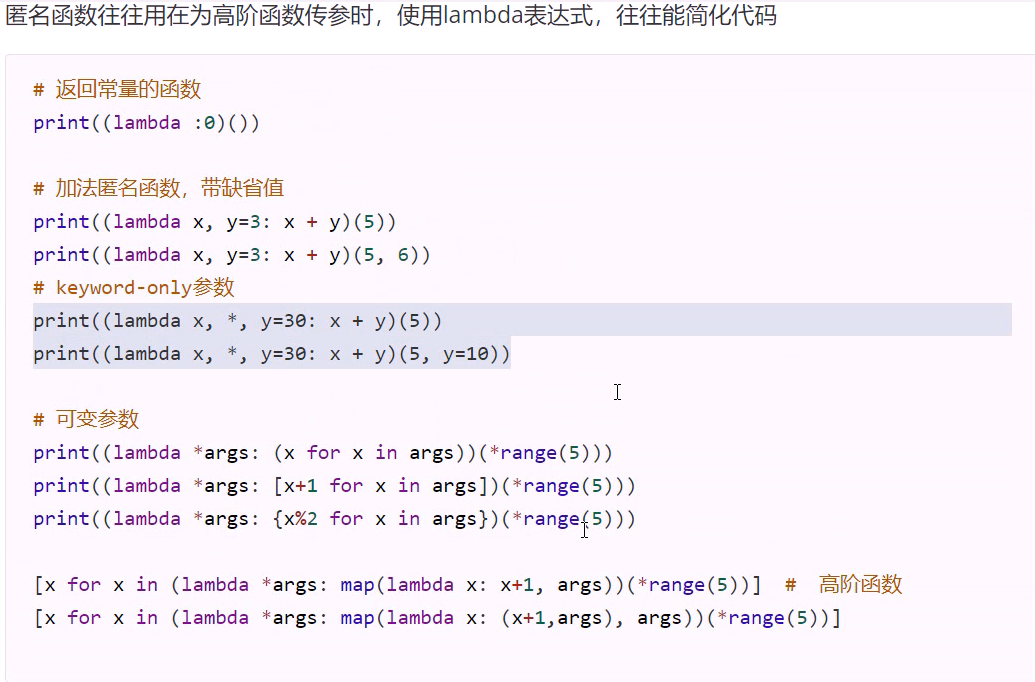 匿名函数往往用在为高阶函数传参时，使用lambda表达式，往往能简化代码
# 返回常量的函数
print((lambda :0)())
# 加法匿名函数，带缺省值
print((lambda x, y=3: x + y)(5))
print((lambda x, y=3: x + y)(5, 6))
# keyword-only参数
print((lambda x, *, y=30: x + y)(5))
print((lambda x, *, y=30: x + y)(5, y=10))
# 可变参数
print((lambda *args: (x for x in args))(*range(5)))
print((lambda *args: [x+1 for x in args])(*range(5)))
print((lambda *args: {x%2 for x in args})(*range(5)))
[x for x in (lambda *args: map(lambda x: x+1, args))(*range(5))]  #  高阶函数
[x for x in (lambda *args: map(lambda x: (x+1,args), args))(*range(5))]